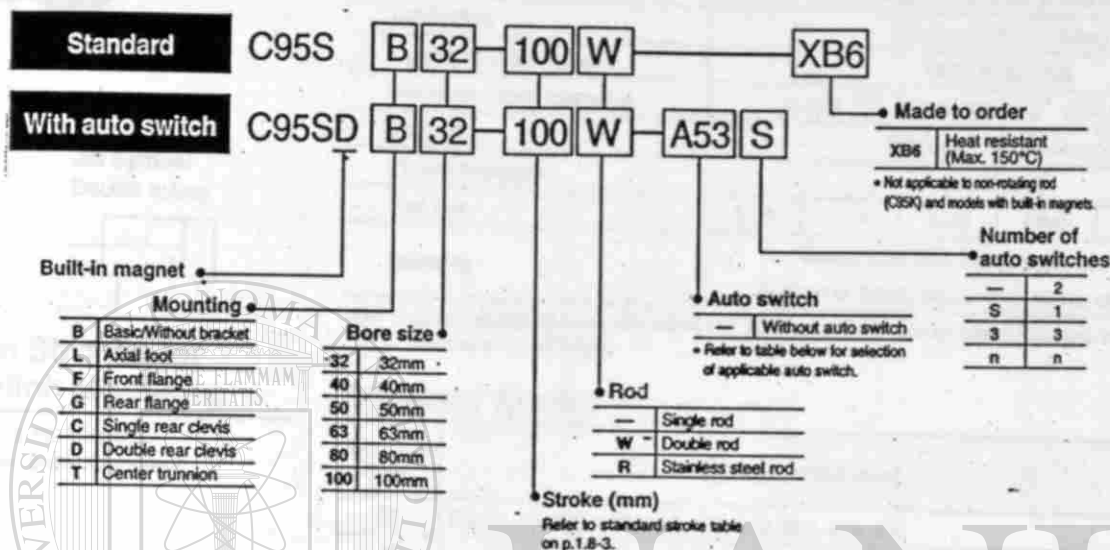 Standard C95S B 32 - 100 W XB6
With auto switch C95SD B 32 - 100 W - A53 S
Made to order
XB6 Heat resistant (Max. 150°C)
Not applicable to non-rotating rod
(C95K) and models with built-in magnets.
Number of
auto switches
— 2
S 1
3 3
n n
Built-in magnet
Mounting
B Basic/Without bracket
L Axial foot
F Front flange
G Rear flange
C Single rear clevis
D Double rear clevis
T Center trunnion
Bore size
32 32mm
40 40mm
50 50mm
63 63mm
80 80mm
100 100mm
Auto switch
— Without auto switch
Refer to table below for selection
of applicable auto switch.
Rod
— Single rod
W Double rod
R Stainless steel rod
Stroke (mm)
Refer to standard stroke table
on p.1.8-3.